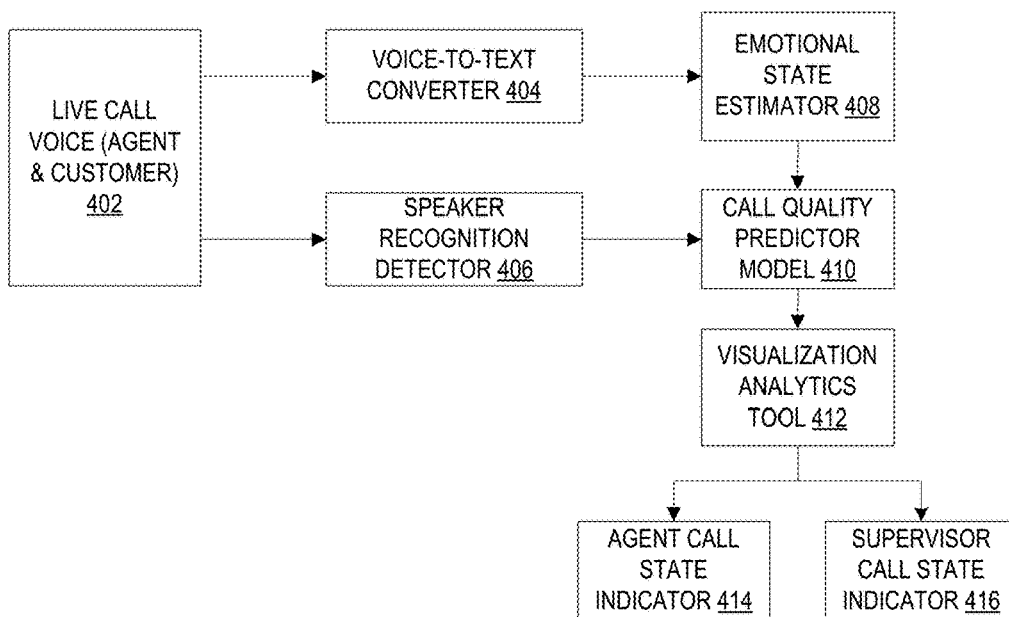 LIVE CALL
VOICE (AGENT
& CUSTOMER)
402
VOICE-TO-TEXT
CONVERTER 404
EMOTIONAL
STATE
ESTIMATOR 408
SPEAKER
RECOGNITION
DETECTOR 406
CALL QUALITY
PREDICTOR
MODEL 410
VISUALIZATION
ANALYTICS
TOOL 412
AGENT CALL
STATE
INDICATOR 414
SUPERVISOR
CALL STATE
INDICATOR 416